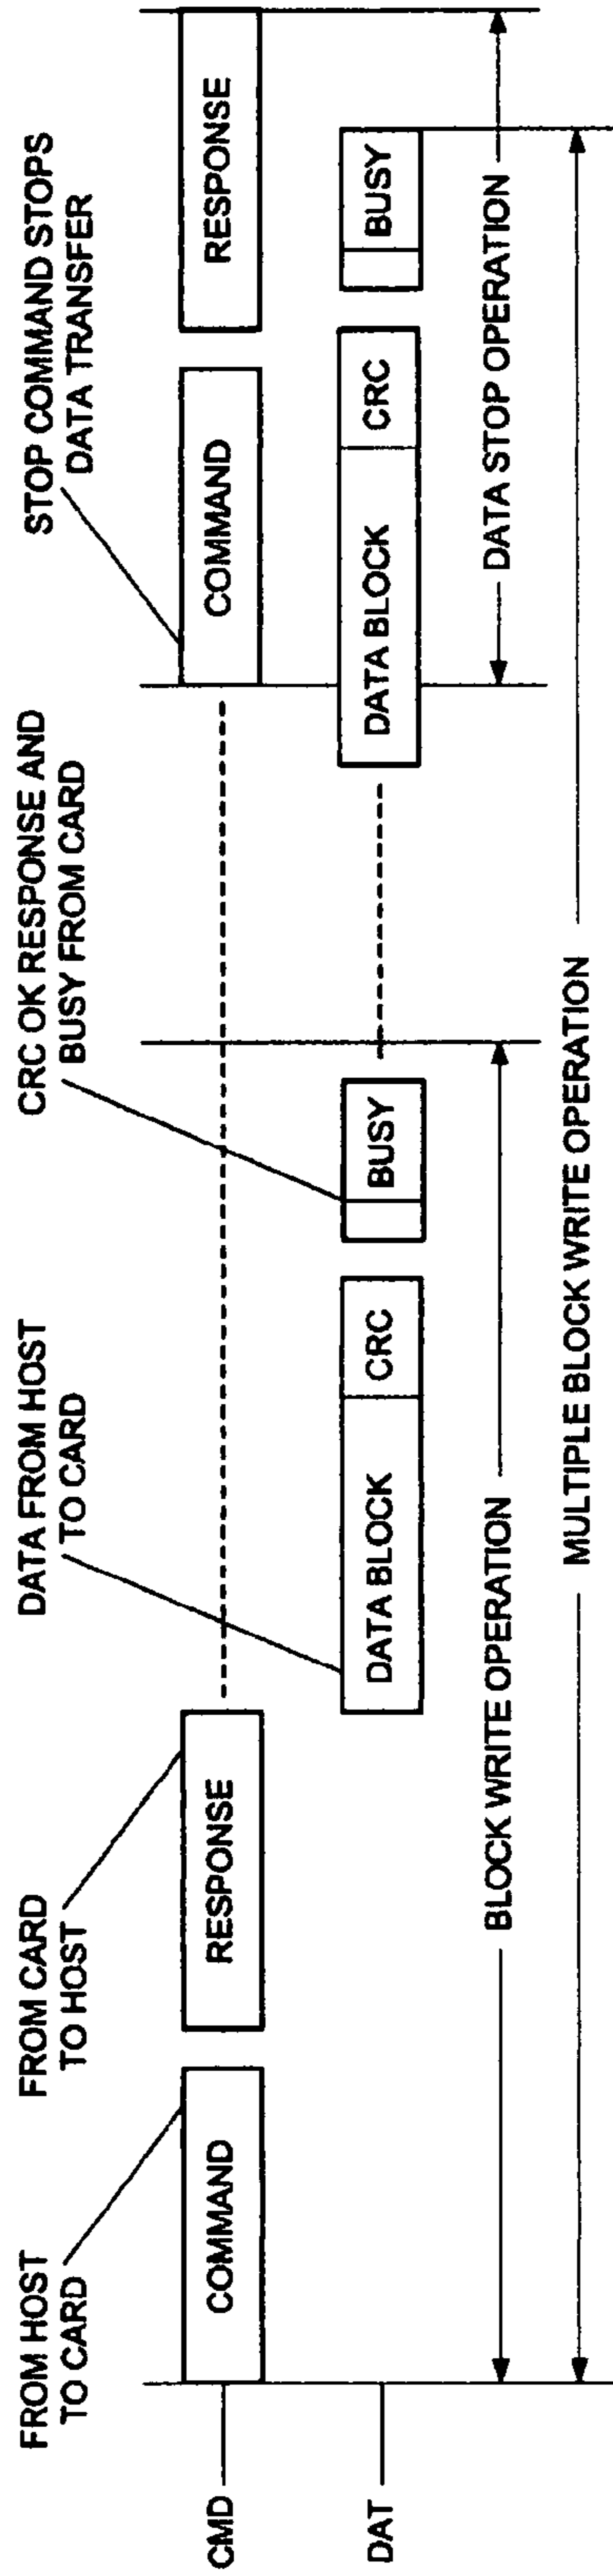 FROM HOST
TO CARD
FROM CARD
TO HOST
DATA FROM HOST
TO CARD
CRC OK RESPONSE AND
BUSY FROM CARD
STOP COMMAND STOPS
DATA TRANSFER
CMD
COMMAND
RESPONSE
COMMAND
RESPONSE
DAT
DATA BLOCK
CRC
BUSY
DATA BLOCK
CRC
BUSY
BLOCK WRITE OPERATION
DATA STOP OPERATION
MULTIPLE BLOCK WRITE OPERATION